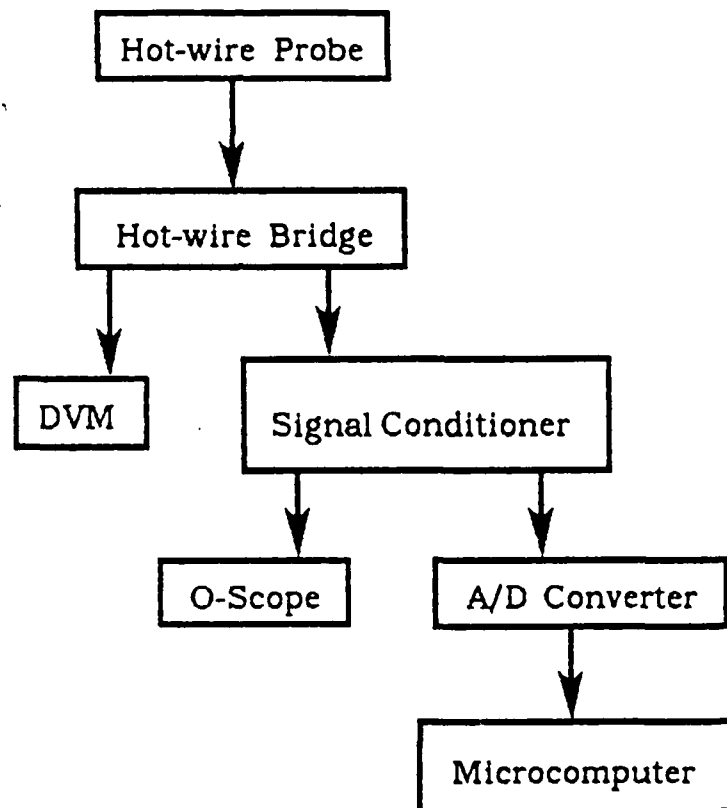 Hot-wire Probe
Hot-wire Bridge
DVM
Signal Conditioner
O-Scope
A/D Converter
Microcomputer